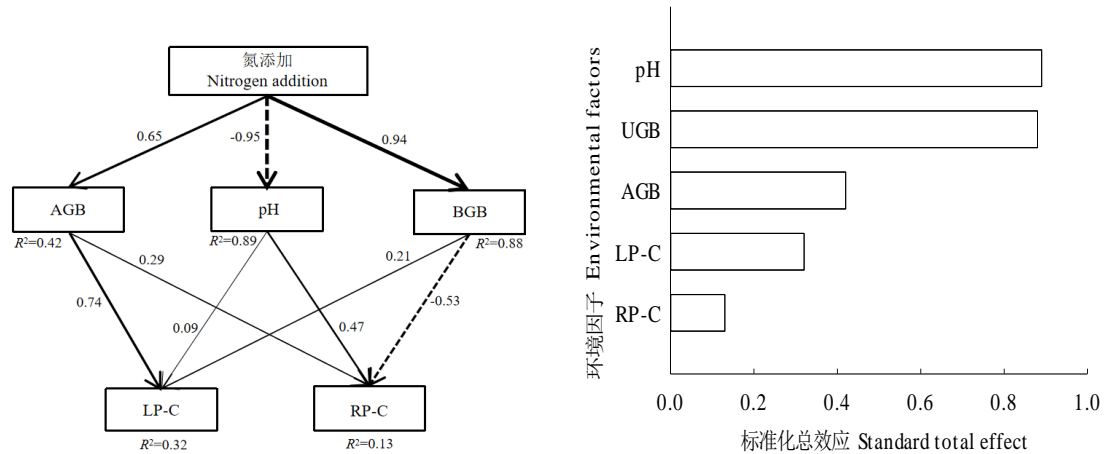 氮添加
Nitrogen addition
0.65
-0.95
0.94
AGB
pH
BGB
R²=0.42
R²=0.89
R²=0.88
0.29
0.21
0.74
-0.53
0.09
0.47
LP-C
RP-C
R²=0.32
R²=0.13
环境因子 Environmental factors
pH
UGB
AGB
LP-C
RP-C
0.0 0.2 0.4 0.6 0.8 1.0
标准化总效应 Standard total effect